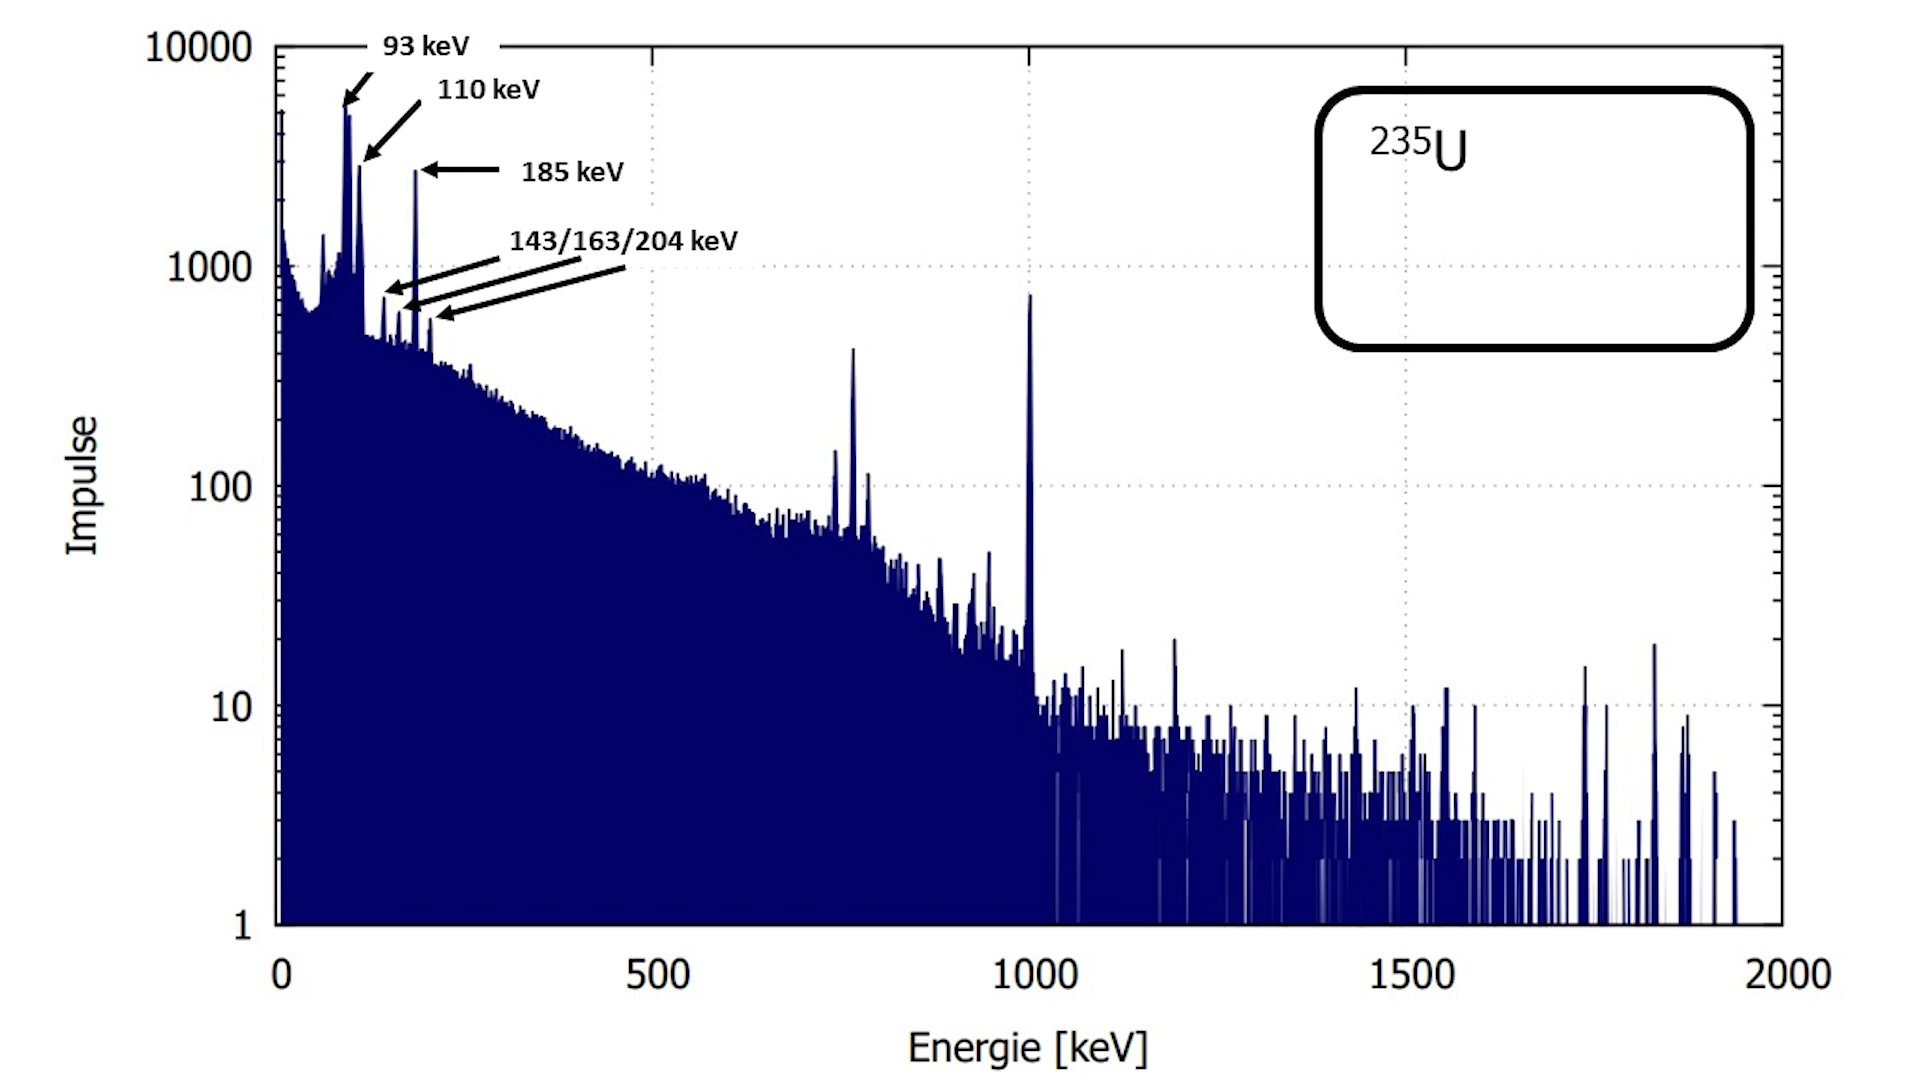 10000
93 keV
110 keV
185 keV
143/163/204 keV
²³⁵U
1000
100
10
1
Impulse
0 500 1000 1500 2000
Energie [keV]